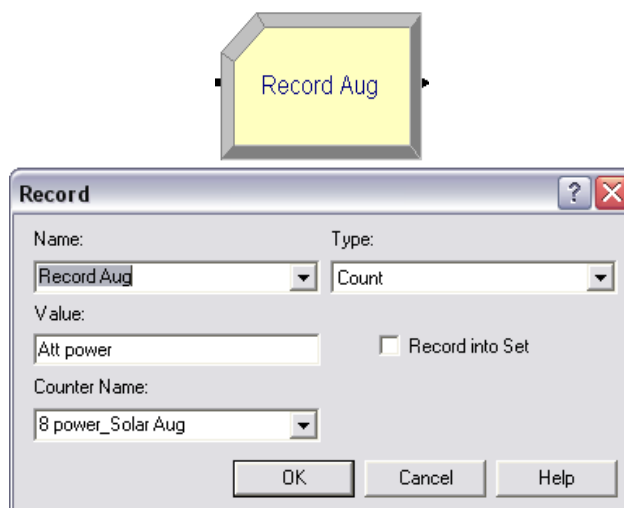 Record Aug
Record
Name:
Type:
Record Aug
Count
Value:
Att power
Record into Set
Counter Name:
8 power_Solar Aug
OK
Cancel
Help